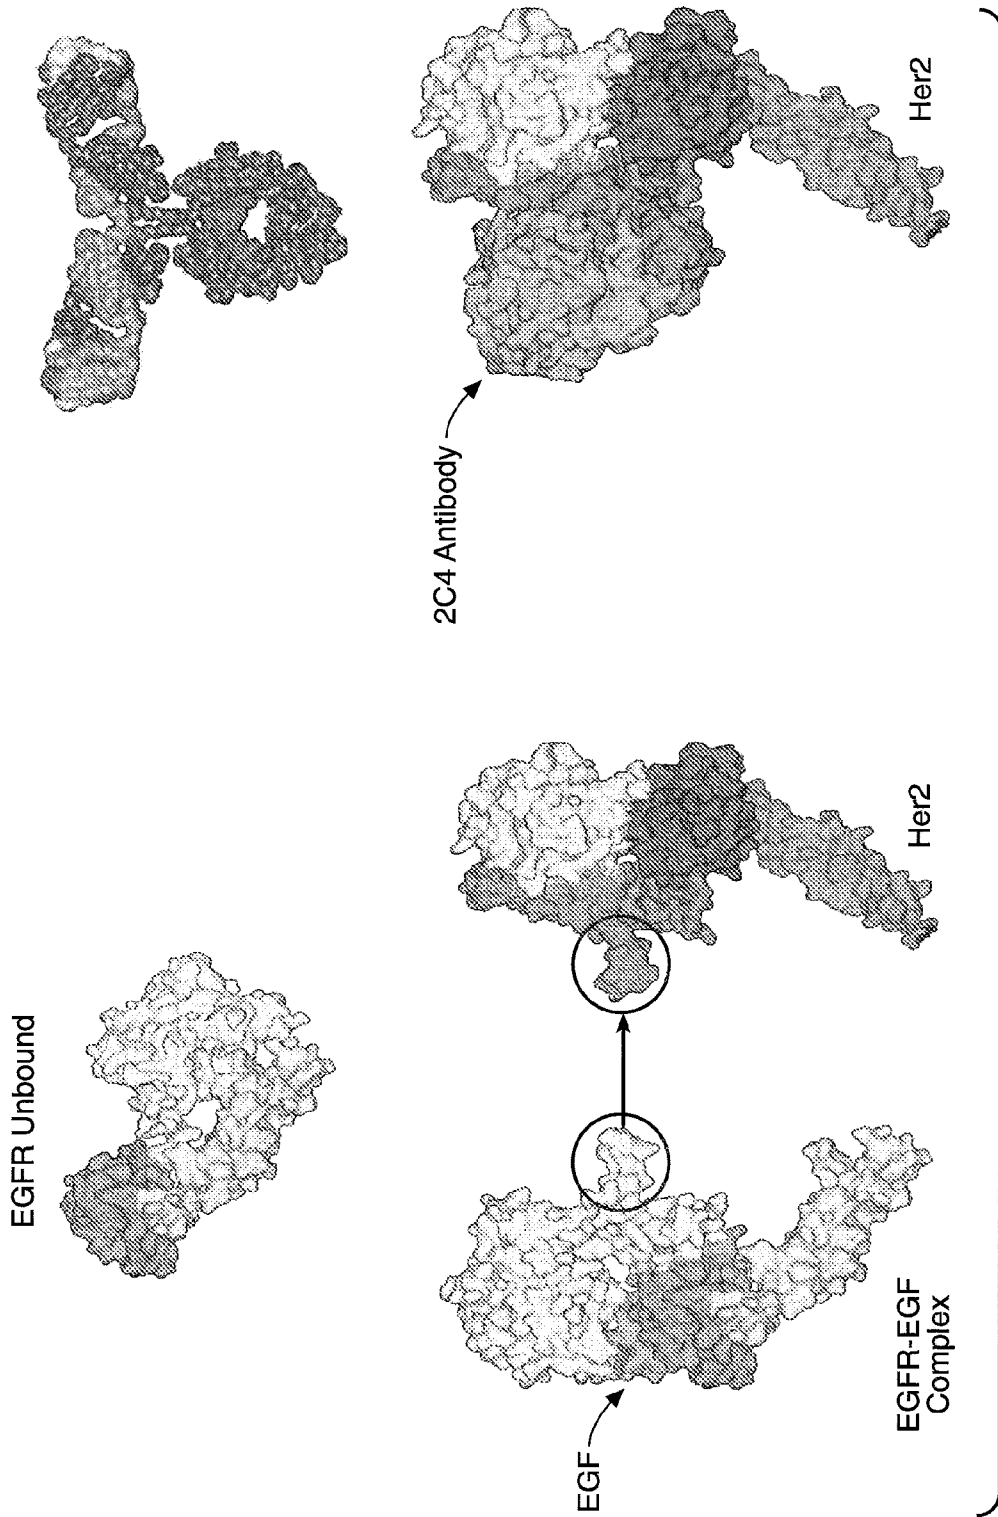 EGFR Unbound
EGF
EGFR-EGF
Complex
Her2
2C4 Antibody
Her2